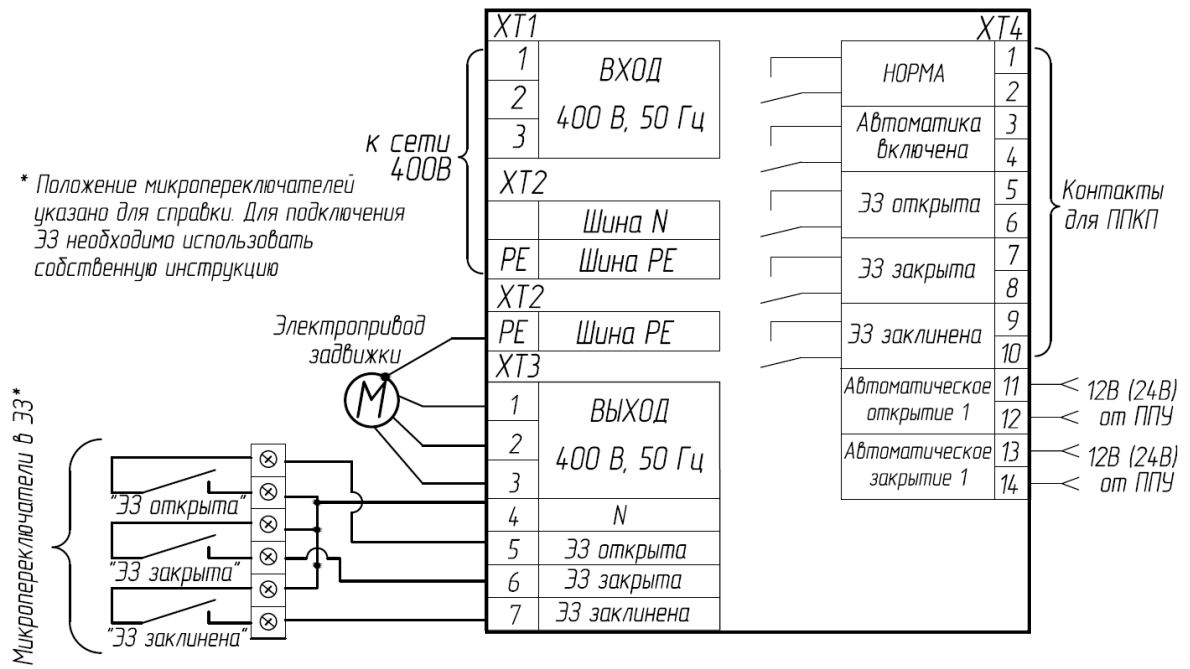 XT1
1
2
3
ВХОД
400 В, 50 Гц
к сети
400В
XT2
Шина N
PE
Шина PE
XT2
PE
Шина PE
XT3
1
2
3
ВЫХОД
400 В, 50 Гц
4
N
5
ЭЗ открыта
6
ЭЗ закрыта
7
ЭЗ заклинена
* Положение микропереключателей
указано для справки. Для подключения
ЭЗ необходимо использовать
собственную инструкцию
Электропривод
задвижки
М
Микропереключатели в ЭЗ*
"ЭЗ открыта"
"ЭЗ закрыта"
"ЭЗ заклинена"
XT4
НОРМА
1
2
Автоматика
включена
3
4
ЭЗ открыта
5
6
ЭЗ закрыта
7
8
ЭЗ заклинена
9
10
Автоматическое
открытие 1
11
12
Автоматическое
закрытие 1
13
14
Контакты
для ППКП
12В (24В)
от ППУ
12В (24В)
от ППУ